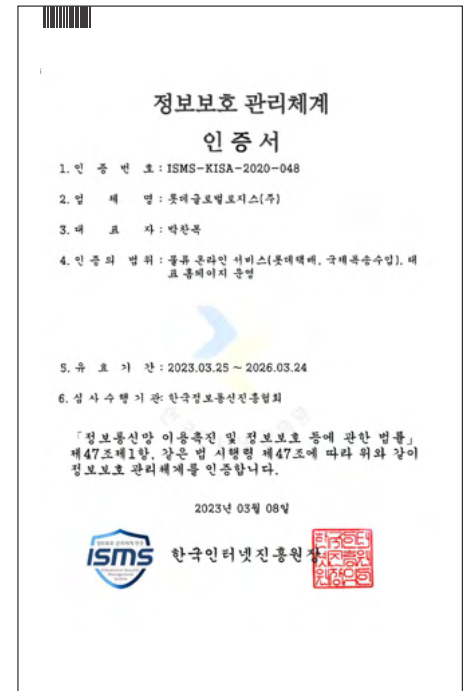 정보보호 관리체계
인 증 서
1. 인 증 번 호 : ISMS-KISA-2020-048
2. 업 체 명 : 롯데글로벌로지스(주)
3. 대 표 자 : 박찬복
4. 인 증 의 범 위 : 물류 온라인 서비스(롯데택배, 국제특송수입), 대
표 홈페이지 운영
5. 유 효 기 간 : 2023.03.25 ~ 2026.03.24
6. 심 사 수 행 기 관: 한국정보통신진흥협회
「정보통신망 이용촉진 및 정보보호 등에 관한 법률」
제47조제1항, 같은 법 시행령 제47조에 따라 위와 같이
정보보호 관리체계를 인증합니다.
2023년 03월 08일
ISMS
한국인터넷진흥원장